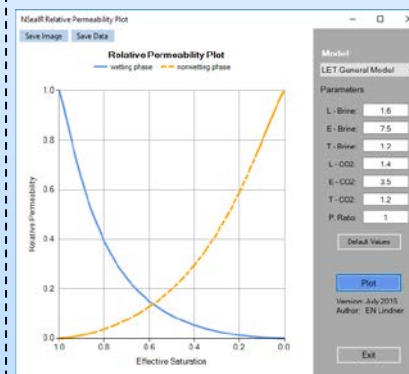 NSealR Relative Permeability Plot
Save Image Save Data
Relative Permeability Plot
wetting phase nonwetting phase
Relative Permeability
1.0
0.8
0.6
0.4
0.2
0.0
1.0 0.8 0.6 0.4 0.2 0.0
Effective Saturation
Model
LET General Model
Parameters
L - Brine: 1.6
E - Brine: 7.5
T - Brine: 1.2
L - CO2: 1.4
E - CO2: 3.5
T - CO2: 1.2
P. Ratio: 1
Default Values
Plot
Version: July 2015
Author: EN Lindner
Exit